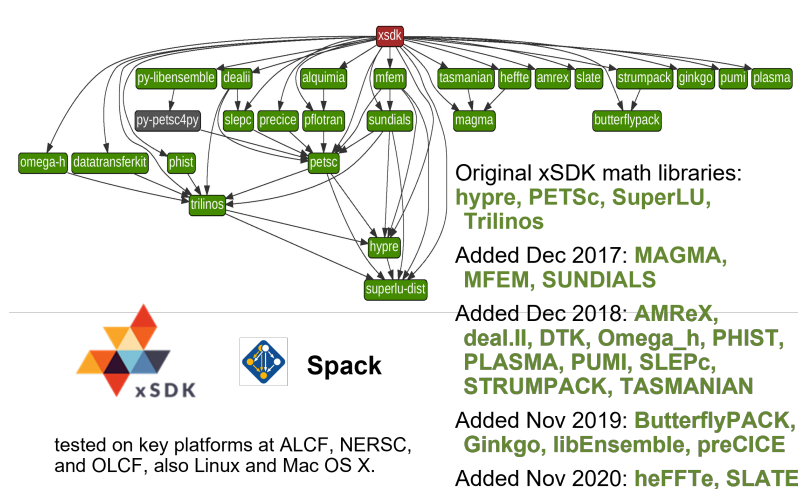 xsdk
py-libensemble dealii alquimia mfem tasmanian heffte amrex slate strumpack ginkgo pumi plasma
py-petsc4py slepc precice pflotran sundials magma butterflypack
omega-h datatransferkit phist petsc
trilinos
hypre
superlu-dist
Original xSDK math libraries:
hypre, PETSc, SuperLU,
Trilinos
Added Dec 2017: MAGMA,
MFEM, SUNDIALS
Added Dec 2018: AMReX,
deal.II, DTK, Omega_h, PHIST,
PLASMA, PUMI, SLEPc,
STRUMPACK, TASMANIAN
Added Nov 2019: ButterflyPACK,
Ginkgo, libEnsemble, preCICE
Added Nov 2020: heFFTe, SLATE
xSDK
Spack
tested on key platforms at ALCF, NERSC,
and OLCF, also Linux and Mac OS X.